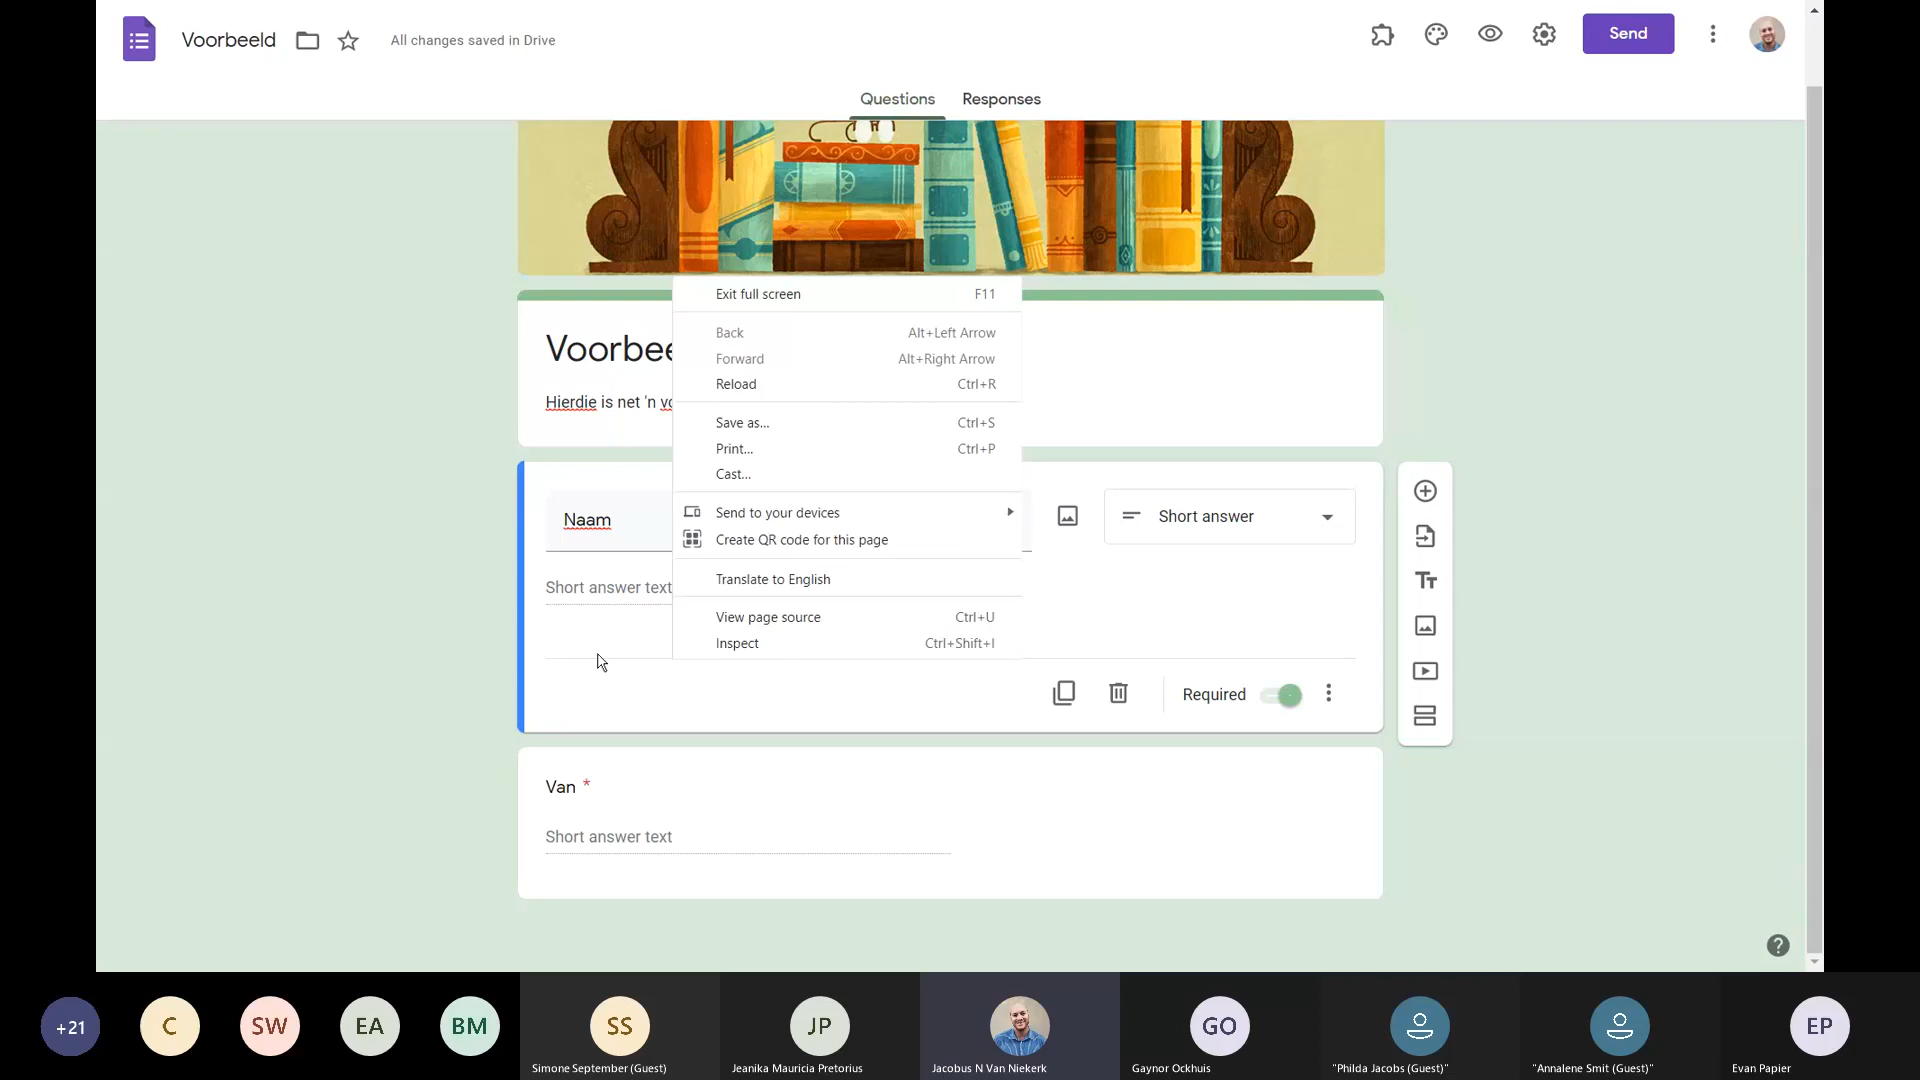 Voorbeeld
All changes saved in Drive
Send
Questions
Responses
Voorbee
Hierdie is net 'n vo
Exit full screen F11
Back Alt+Left Arrow
Forward Alt+Right Arrow
Reload Ctrl+R
Save as... Ctrl+S
Print... Ctrl+P
Cast...
Send to your devices
Create QR code for this page
Translate to English
View page source Ctrl+U
Inspect Ctrl+Shift+I
Naam
Short answer
Short answer text
Required
Van *
Short answer text
+21
C
SW
EA
BM
SS
JP
GO
EP
Simone September (Guest)
Jeanika Mauricia Pretorius
Jacobus N Van Niekerk
Gaynor Ockhuis
"Philda Jacobs (Guest)"
"Annalene Smit (Guest)"
Evan Papier